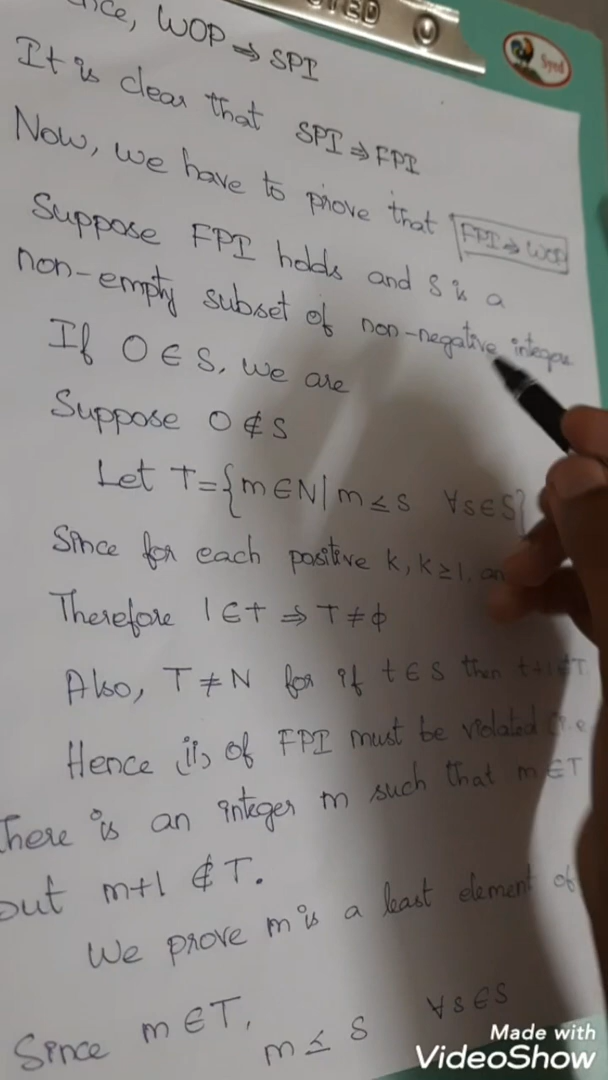 WOP ⇒ SPI
It is clear that SPI ⇒ FPI
Now, we have to prove that FPI ⇒ WOP
Suppose FPI holds and S is a
non-empty subset of non-negative integers
If O ∈ S, we are
Suppose O ∉ S
Let T={m∈N| m ≤ s ∀s∈S}
Since for each positive k, k≥1, an
Therefore 1∈T ⇒ T≠ϕ
Also, T≠N for if t∈S then t+1∉T.
Hence (ii) of FPI must be violated (i.e
There is an integer m such that m∈T
but m+1 ∉ T.
We prove m is a least element of
Since m∈T,
m ≤ s ∀s∈S
Syed
Made with
VideoShow